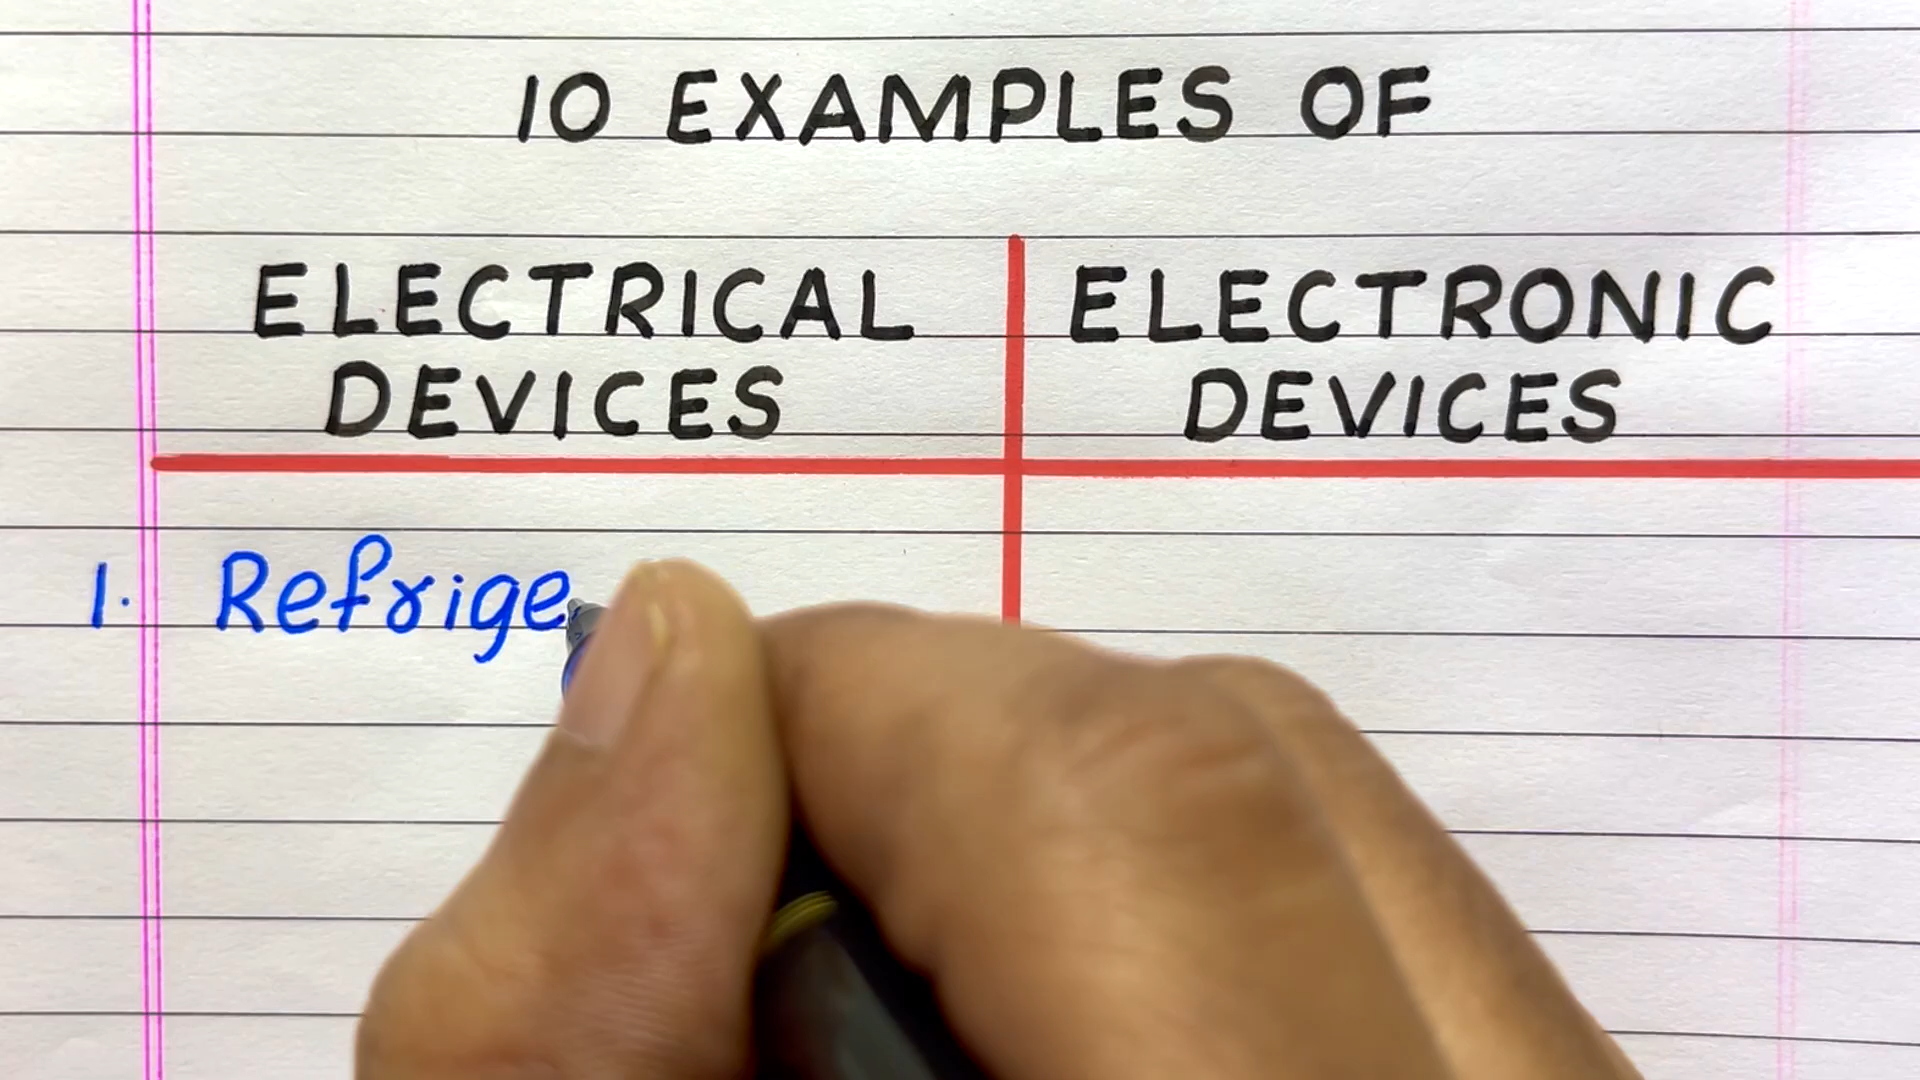 10 EXAMPLES OF
ELECTRICAL DEVICES
ELECTRONIC DEVICES
1. Refrige